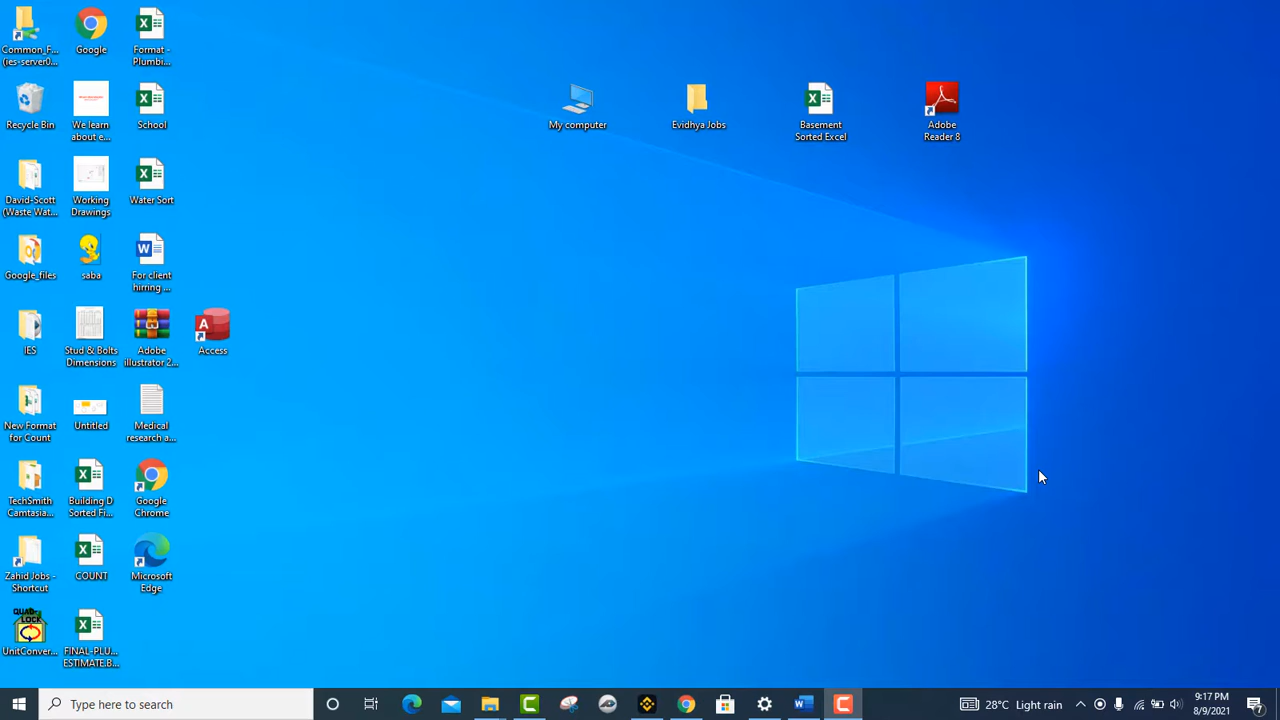 Common_F...
(ies-server0...
Google
Format -
Plumbi...
Recycle Bin
We learn
about e...
School
My computer
Evidhya Jobs
Basement
Sorted Excel
Adobe
Reader 8
David-Scott
(Waste Wat...
Working
Drawings
Water Sort
Google_files
saba
For client
hirring ...
IES
Stud & Bolts
Dimensions
Adobe
illustrator 2...
Access
New Format
for Count
Untitled
Medical
research a...
TechSmith
Camtasia...
Building D
Sorted Fi...
Google
Chrome
Zahid Jobs -
Shortcut
COUNT
Microsoft
Edge
QUAD-
LOCK
UnitConver...
FINAL-PLU...
ESTIMATE.B...
Type here to search
28°C Light rain
9:17 PM
8/9/2021
7